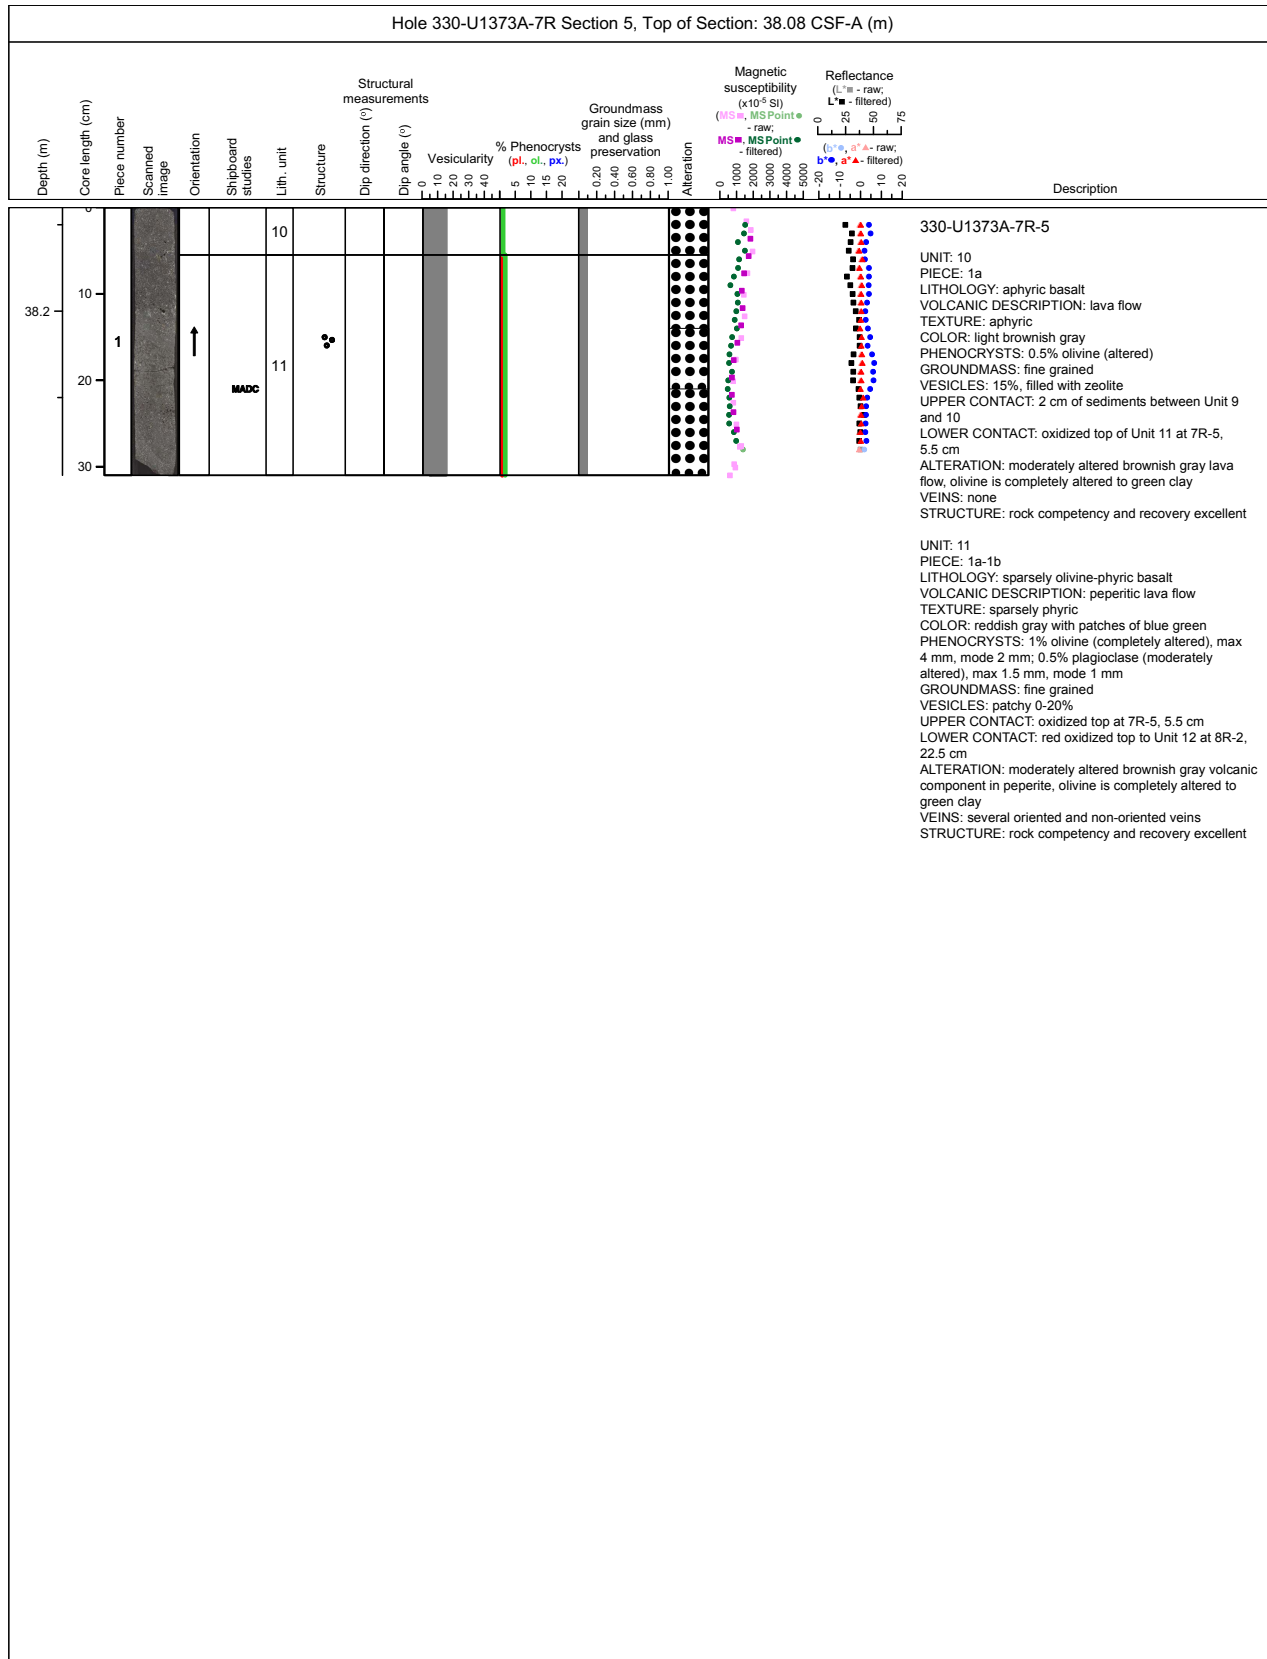 Hole 330-U1373A-7R Section 5, Top of Section: 38.08 CSF-A (m)
Depth (m)
Core length (cm)
Piece number
Scanned
image
Orientation
Shipboard
studies
Lith. unit
Structure
Structural
measurements
Dip direction (°)
Dip angle (°)
Vesicularity
0 10 20 30 40
% Phenocrysts
(pl., ol., px.)
5 10 15 20
Groundmass
grain size (mm)
and glass
preservation
0.20 0.40 0.60 0.80 1.00
Alteration
Magnetic
susceptibility
(x10-5 SI)
(MS■, MSPoint●
- raw;
MS■, MSPoint●
- filtered)
0 1000 2000 3000 4000 5000
Reflectance
(L*■ - raw;
L*■ - filtered)
0 25 50 75
(b*●, a*▲- raw;
b*●, a*▲- filtered)
-20 -10 0 10 20
Description
0
10
20
30
38.2
1
MADC
10
11
330-U1373A-7R-5
UNIT: 10
PIECE: 1a
LITHOLOGY: aphyric basalt
VOLCANIC DESCRIPTION: lava flow
TEXTURE: aphyric
COLOR: light brownish gray
PHENOCRYSTS: 0.5% olivine (altered)
GROUNDMASS: fine grained
VESICLES: 15%, filled with zeolite
UPPER CONTACT: 2 cm of sediments between Unit 9
and 10
LOWER CONTACT: oxidized top of Unit 11 at 7R-5,
5.5 cm
ALTERATION: moderately altered brownish gray lava
flow, olivine is completely altered to green clay
VEINS: none
STRUCTURE: rock competency and recovery excellent
UNIT: 11
PIECE: 1a-1b
LITHOLOGY: sparsely olivine-phyric basalt
VOLCANIC DESCRIPTION: peperitic lava flow
TEXTURE: sparsely phyric
COLOR: reddish gray with patches of blue green
PHENOCRYSTS: 1% olivine (completely altered), max
4 mm, mode 2 mm; 0.5% plagioclase (moderately
altered), max 1.5 mm, mode 1 mm
GROUNDMASS: fine grained
VESICLES: patchy 0-20%
UPPER CONTACT: oxidized top at 7R-5, 5.5 cm
LOWER CONTACT: red oxidized top to Unit 12 at 8R-2,
22.5 cm
ALTERATION: moderately altered brownish gray volcanic
component in peperite, olivine is completely altered to
green clay
VEINS: several oriented and non-oriented veins
STRUCTURE: rock competency and recovery excellent